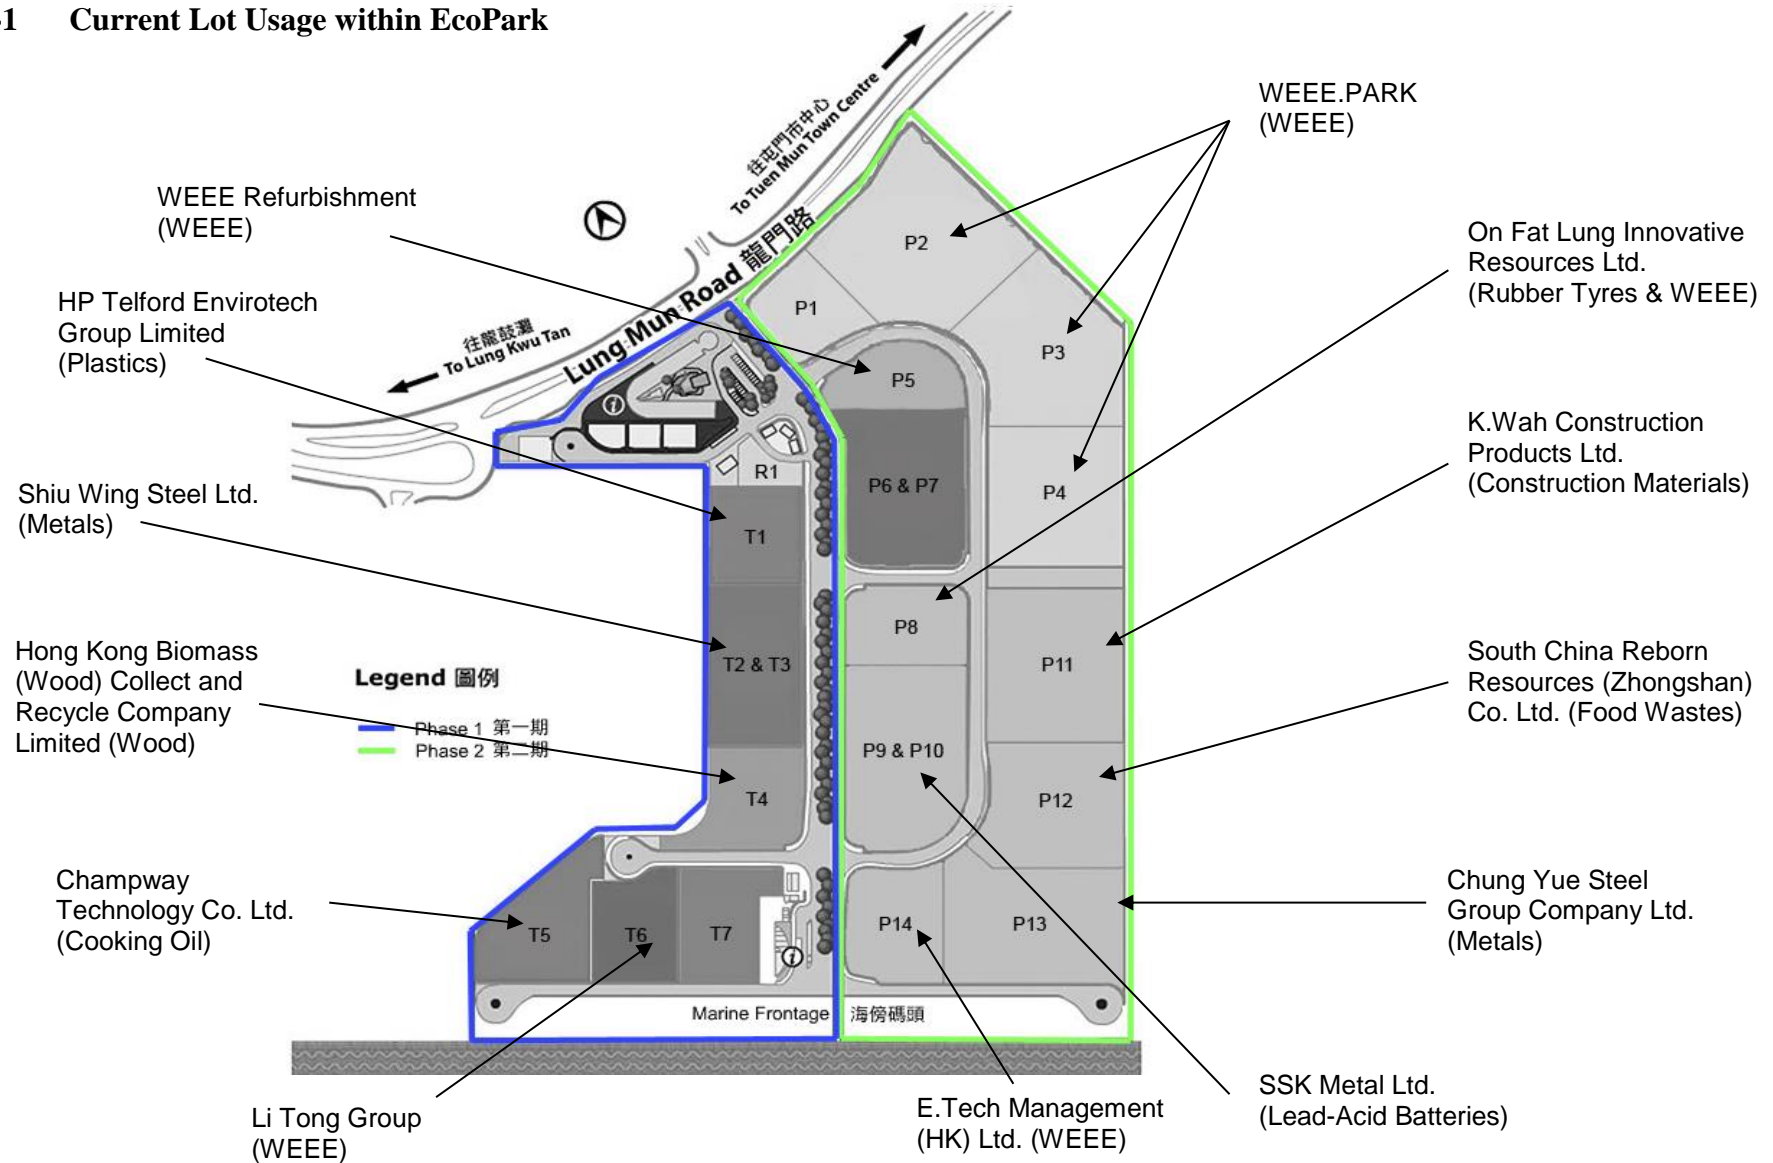 -1 Current Lot Usage within EcoPark
WEEE.PARK
(WEEE)
往屯門市中心
To Tuen Mun Town Centre
WEEE Refurbishment
(WEEE)
On Fat Lung Innovative
Resources Ltd.
(Rubber Tyres & WEEE)
HP Telford Envirotech
Group Limited
(Plastics)
往龍鼓灘
To Lung Kwu Tan
Lung Mun Road 龍門路
P2
P1
P3
P5
K.Wah Construction
Products Ltd.
(Construction Materials)
R1
P6 & P7
P4
Shiu Wing Steel Ltd.
(Metals)
T1
P8
Hong Kong Biomass
(Wood) Collect and
Recycle Company
Limited (Wood)
Legend 圖例
Phase 1 第一期
Phase 2 第二期
T2 & T3
P11
South China Reborn
Resources (Zhongshan)
Co. Ltd. (Food Wastes)
P9 & P10
T4
P12
Champway
Technology Co. Ltd.
(Cooking Oil)
T5
T6
T7
P14
P13
Chung Yue Steel
Group Company Ltd.
(Metals)
Marine Frontage 海傍碼頭
Li Tong Group
(WEEE)
E.Tech Management
(HK) Ltd. (WEEE)
SSK Metal Ltd.
(Lead-Acid Batteries)